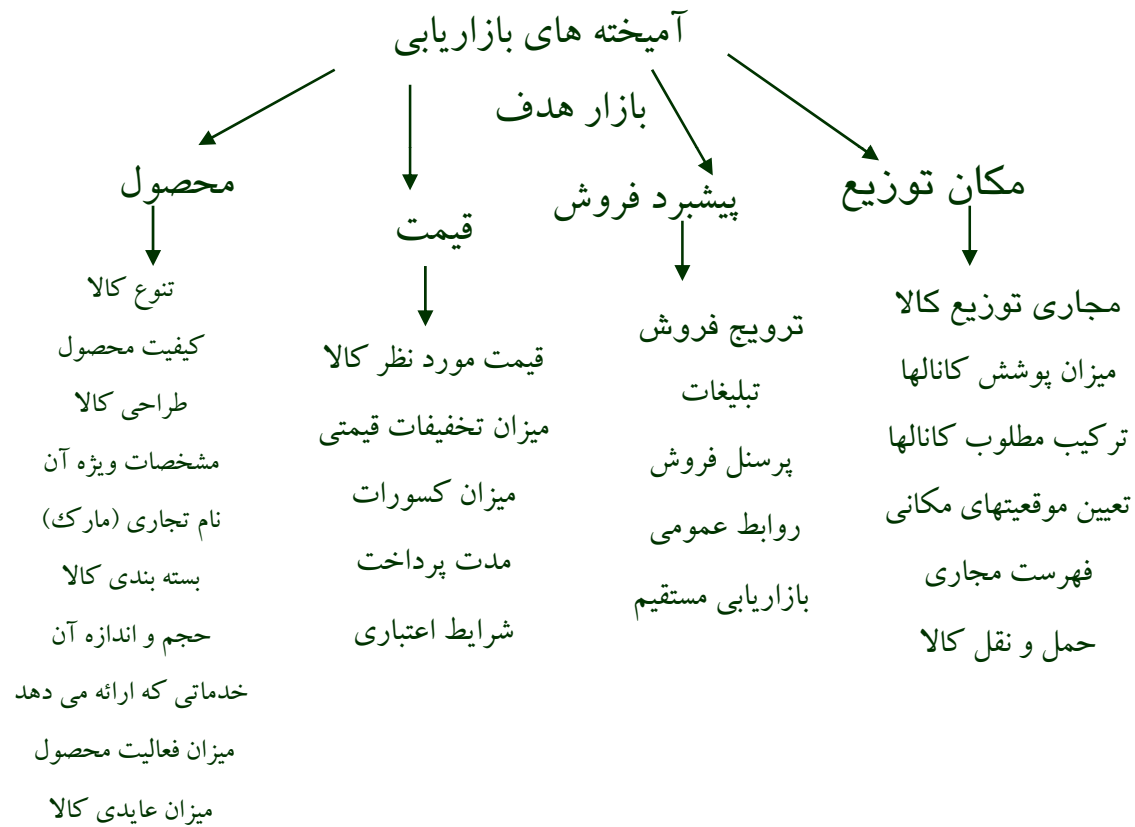 آمیخته های بازاریابی
بازار هدف
مکان توزیع
مجاری توزیع کالا
میزان پوشش کانالها
ترکیب مطلوب کانالها
تعیین موقعیتهای مکانی
فهرست مجاری
حمل و نقل کالا
پیشبرد فروش
ترویج فروش
تبلیغات
پرسنل فروش
روابط عمومی
بازاریابی مستقیم
قیمت
قیمت مورد نظر کالا
میزان تخفیفات قیمتی
میزان کسورات
مدت پرداخت
شرایط اعتباری
محصول
تنوع کالا
کیفیت محصول
طراحی کالا
مشخصات ویژه آن
نام تجاری (مارک)
بسته بندی کالا
حجم و اندازه آن
خدماتی که ارائه می دهد
میزان فعالیت محصول
میزان عایدی کالا